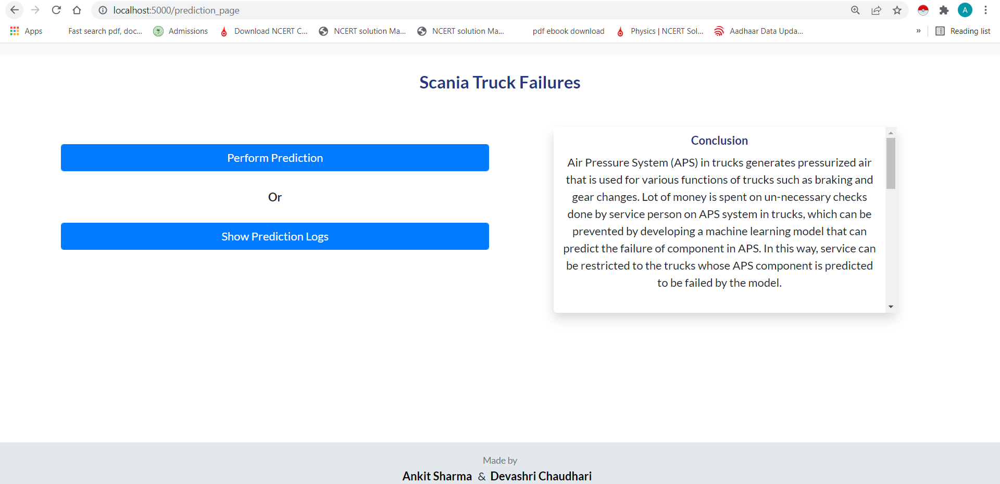 localhost:5000/prediction_page
A
Apps
Fast search pdf, doc...
Admissions
Download NCERT C...
NCERT solution Ma...
NCERT solution Ma...
pdf ebook download
Physics | NCERT Sol...
Aadhaar Data Upda...
»
Reading list
Scania Truck Failures
Perform Prediction
Or
Show Prediction Logs
Conclusion
Air Pressure System (APS) in trucks generates pressurized air
that is used for various functions of trucks such as braking and
gear changes. Lot of money is spent on un-necessary checks
done by service person on APS system in trucks, which can be
prevented by developing a machine learning model that can
predict the failure of component in APS. In this way, service can
be restricted to the trucks whose APS component is predicted
to be failed by the model.
Made by
Ankit Sharma & Devashri Chaudhari